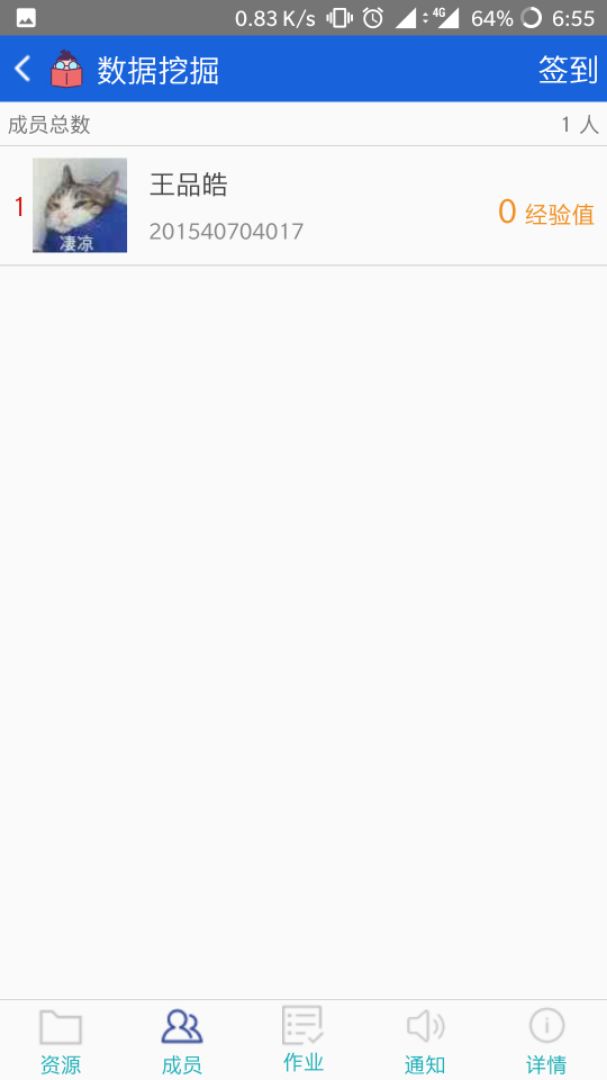 0.83 K/s 4G 64% 6:55
数据挖掘 签到
成员总数 1 人
1 王品皓
凄凉 201540704017 0 经验值
资源 成员 作业 通知 详情